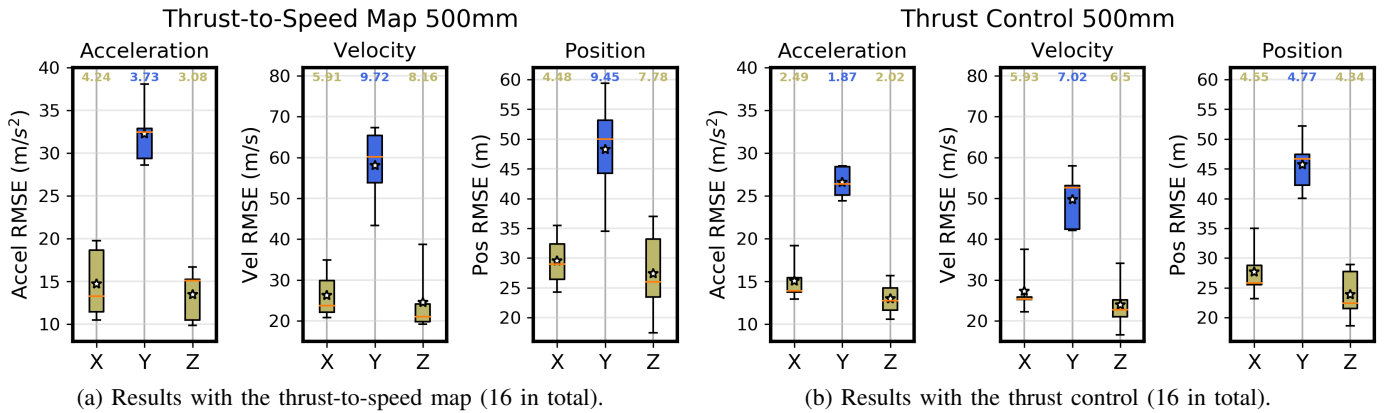 Thrust-to-Speed Map 500mm
Acceleration
Velocity
Position
4.24 3.73 3.08
5.91 9.72 8.16
4.48 9.45 7.78
Accel RMSE (m/s²)
40
35
30
25
20
15
10
X Y Z
Vel RMSE (m/s)
80
70
60
50
40
30
20
X Y Z
Pos RMSE (m)
60
55
50
45
40
35
30
25
20
X Y Z
(a) Results with the thrust-to-speed map (16 in total).
Thrust Control 500mm
Acceleration
Velocity
Position
2.49 1.87 2.02
5.93 7.02 6.5
4.55 4.77 4.34
Accel RMSE (m/s²)
40
35
30
25
20
15
10
X Y Z
Vel RMSE (m/s)
80
70
60
50
40
30
20
X Y Z
Pos RMSE (m)
60
55
50
45
40
35
30
25
20
X Y Z
(b) Results with the thrust control (16 in total).